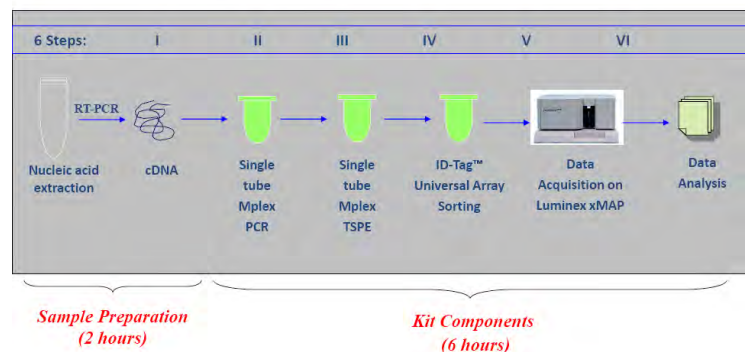 6 Steps: I II III IV V VI
RT-PCR
Nucleic acid
extraction
cDNA
Single
tube
Mplex
PCR
Single
tube
Mplex
TSPE
ID-Tag™
Universal Array
Sorting
Data
Acquisition on
Luminex xMAP
Data
Analysis
Sample Preparation
(2 hours)
Kit Components
(6 hours)